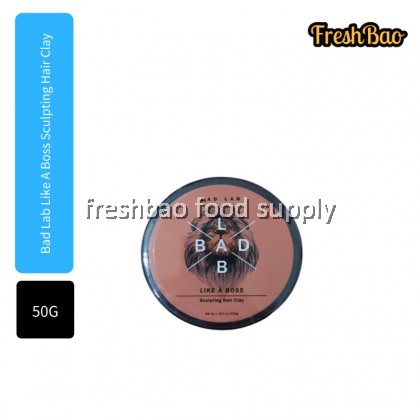 FreshBao
Bad Lab Like A Boss Sculpting Hair Clay
50G
freshbao food supply
BAD LAB
L
BAD
B
LIKE A BOSS
Sculpting Hair Clay